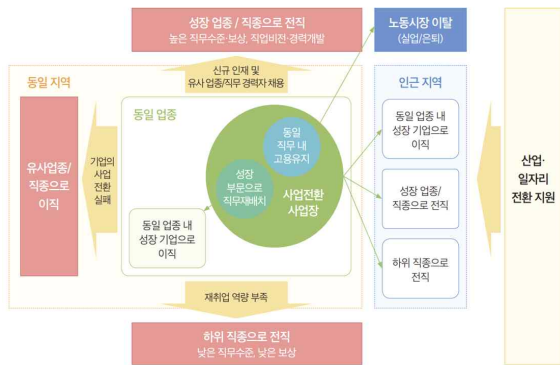 성장 업종 / 직종으로 전직
높은 직무수준·보상, 직업비전·경력개발
노동시장 이탈
(실업/은퇴)
동일 지역
신규 인재 및
유사 업종/직무 경력자 채용
인근 지역
유사업종/
직종으로
이직
기업의
사업
전환
실패
동일 업종
동일
직무 내
고용유지
성장
부문으로
직무재배치
사업전환
사업장
동일 업종 내
성장 기업으로
이직
동일 업종 내
성장 기업으로
이직
성장 업종/
직종으로 전직
하위 직종으로
전직
산업·
일자리
전환 지원
재취업 역량 부족
하위 직종으로 전직
낮은 직무수준, 낮은 보상